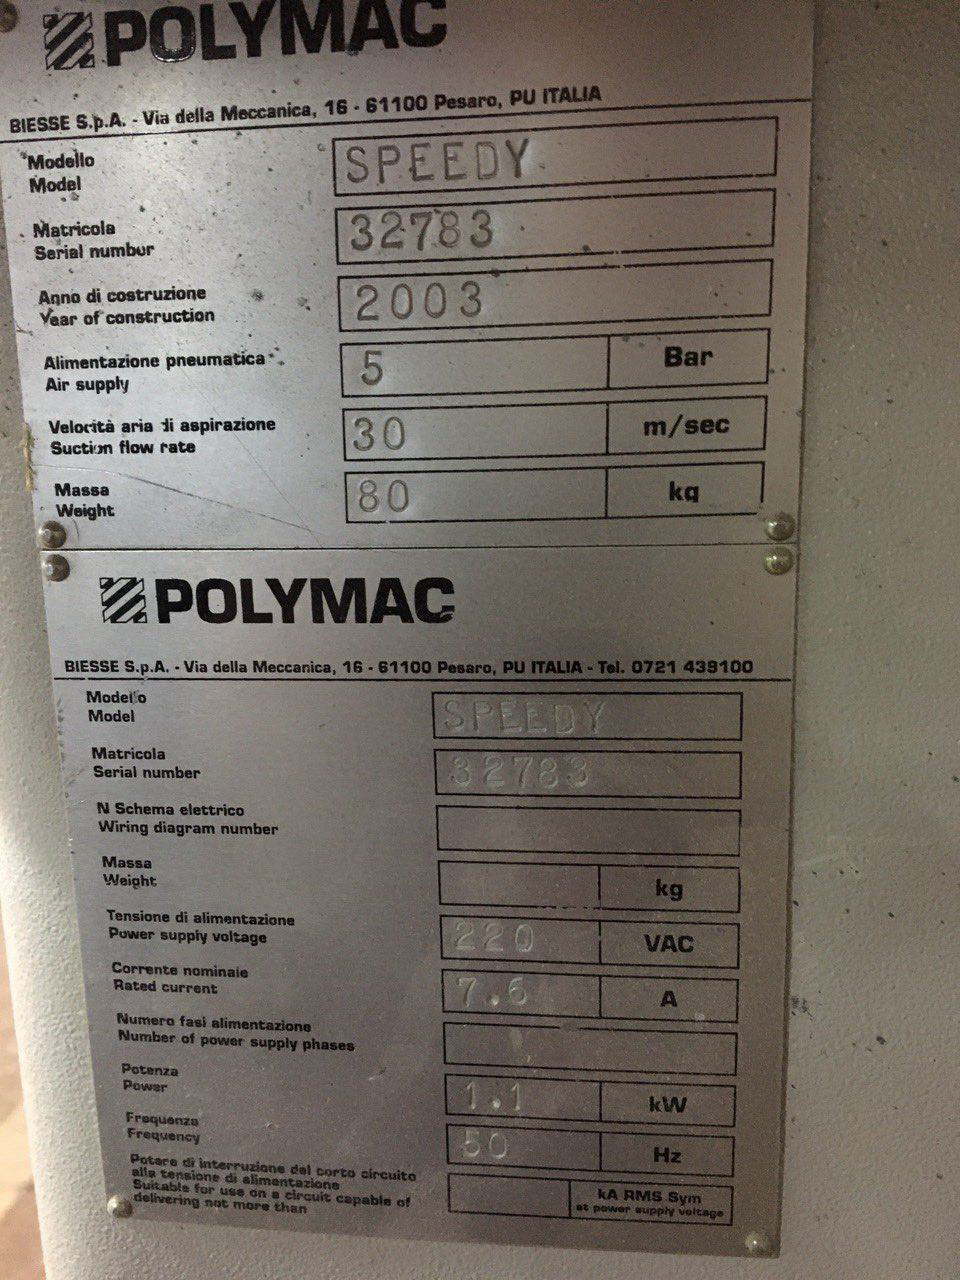 POLYMAC
BIESSE S.p.A. - Via della Meccanica, 16 - 61100 Pesaro, PU ITALIA
Modello
Model
SPEEDY
Matricola
Serial number
32783
Anno di costruzione
Year of construction
2003
Alimentazione pneumatica
Air supply
5 Bar
Velocità aria di aspirazione
Suction flow rate
30 m/sec
Massa
Weight
80 kg
POLYMAC
BIESSE S.p.A. - Via della Meccanica, 16 - 61100 Pesaro, PU ITALIA - Tel. 0721 439100
Modello
Model
SPEEDY
Matricola
Serial number
32783
N Schema elettrico
Wiring diagram number
Massa
Weight
kg
Tensione di alimentazione
Power supply voltage
220 VAC
Corrente nominale
Rated current
7.6 A
Numero fasi alimentazione
Number of power supply phases
Potenza
Power
1.1 kW
Frequenza
Frequency
50 Hz
Potere di interruzione del corto circuito
alla tensione di alimentazione
Suitable for use on a circuit capable of
delivering not more than
kA RMS Sym
at power supply voltage